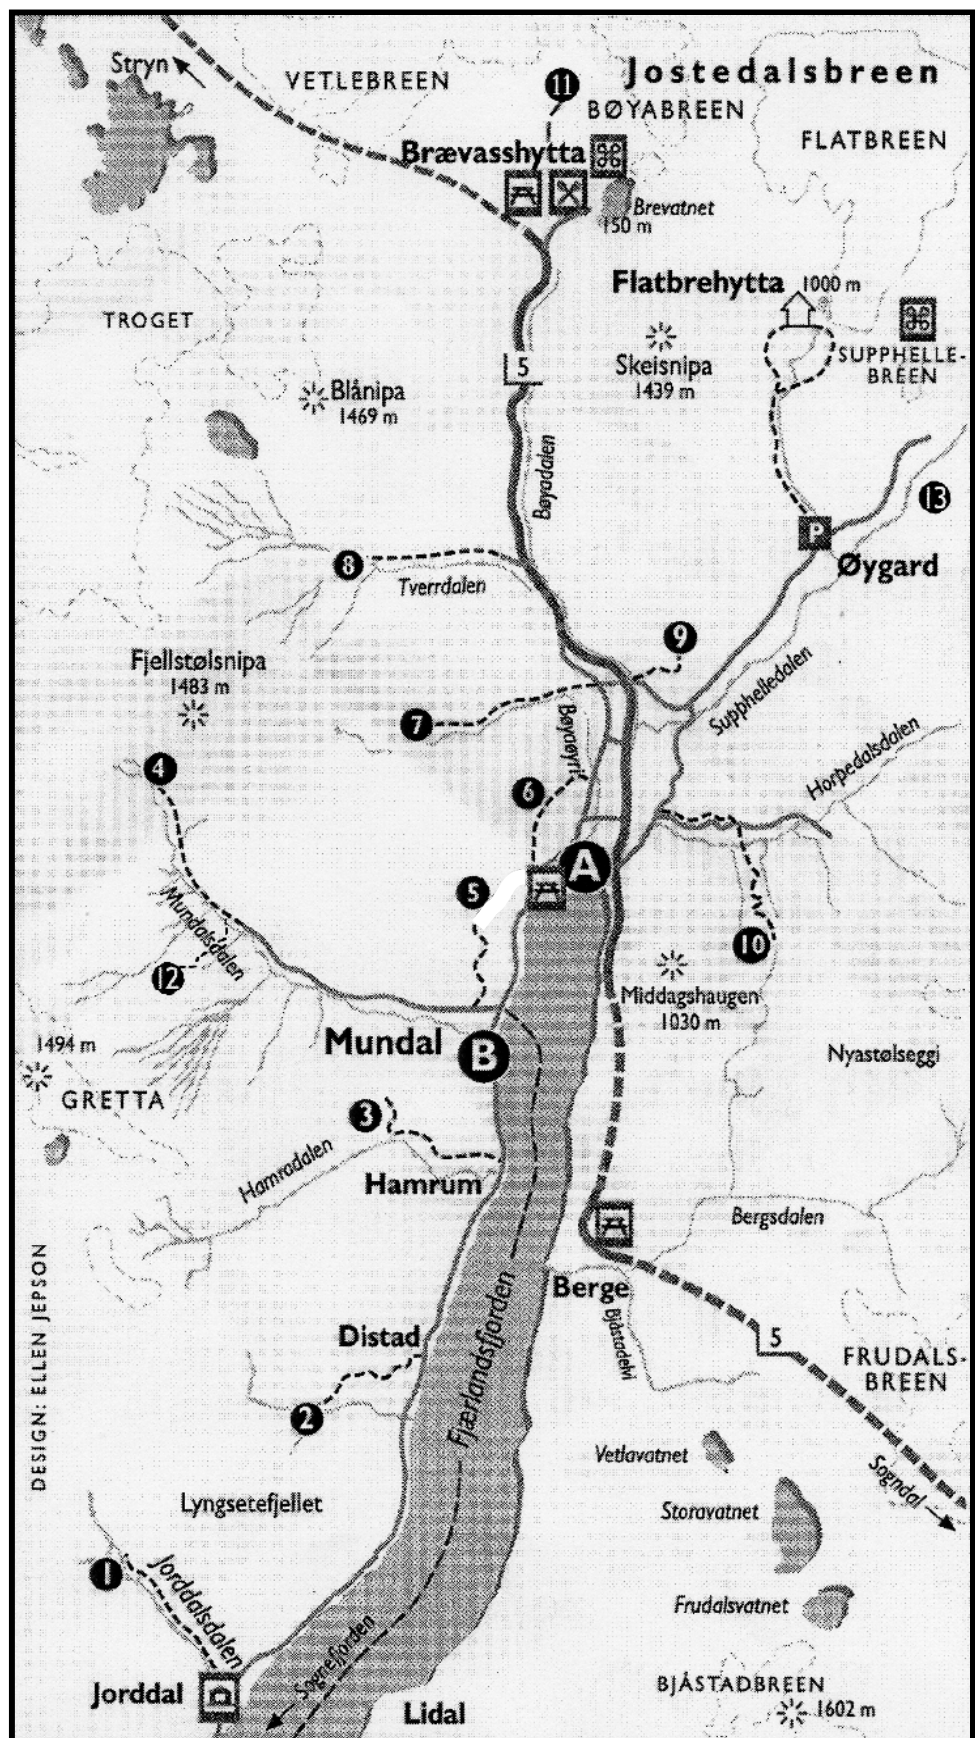 Stryn
VETLEBREEN
Jostedalsbreen
11
BØYABREEN
FLATBREEN
Brævasshytta
Brevatnet
150 m
Flatbrehytta
1000 m
TROGET
SUPPHELLE-
BREEN
5
Skeisnipa
1439 m
Blånipa
1469 m
Bøyadalen
13
P
Øygard
8
Tverrdalen
9
Fjellstølsnipa
1483 m
Supphelledalen
7
Bøyaøyri
Horpedalsdalen
4
6
A
5
Mundalsdalen
10
12
Middagshaugen
1030 m
Mundal
B
1494 m
Nyastølseggi
GRETTA
3
Hamradalen
Hamrum
Bergsdalen
Berge
Bjåstadelvi
Distad
5
Fjærlandsfjorden
FRUDALS-
BREEN
2
Vetlavatnet
Sogndal
Lyngsetefjellet
Storavatnet
1
Jorddalsdalen
Frudalsvatnet
Sognefjorden
Jorddal
BJÅSTADBREEN
1602 m
Lidal
DESIGN: ELLEN JEPSON